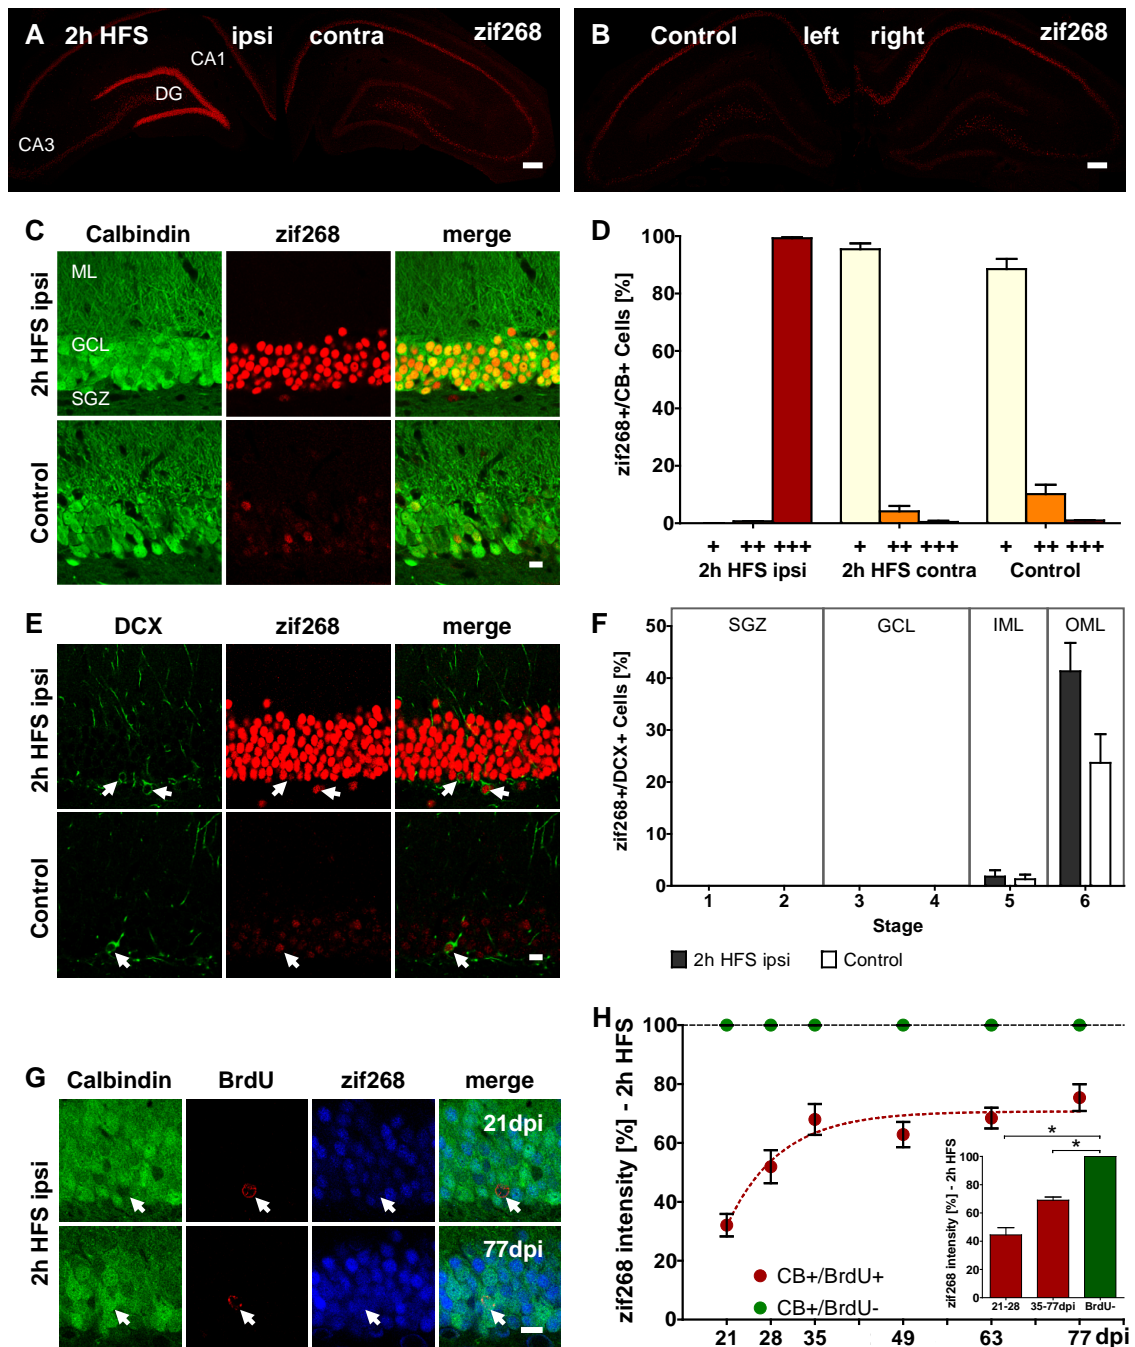 A 2h HFS ipsi contra zif268
CA1
DG
CA3
B Control left right zif268
C Calbindin zif268 merge
2h HFS ipsi
ML
GCL
SGZ
Control
D
zif268+/CB+ Cells [%]
100
80
60
40
20
0
+ ++ +++ + ++ +++ + ++ +++
2h HFS ipsi 2h HFS contra Control
E DCX zif268 merge
2h HFS ipsi
Control
F
zif268+/DCX+ Cells [%]
SGZ GCL IML OML
50
40
30
20
10
0
1 2 3 4 5 6
Stage
2h HFS ipsi Control
G Calbindin BrdU zif268 merge
2h HFS ipsi
21dpi
77dpi
H
zif268 intensity [%] - 2h HFS
100
80
60
40
20
0
CB+/BrdU+
CB+/BrdU-
21 28 35 49 63 77 dpi
zif268 intensity [%] - 2h HFS
*
*
100
80
60
40
20
0
21-28 35-77dpi BrdU-